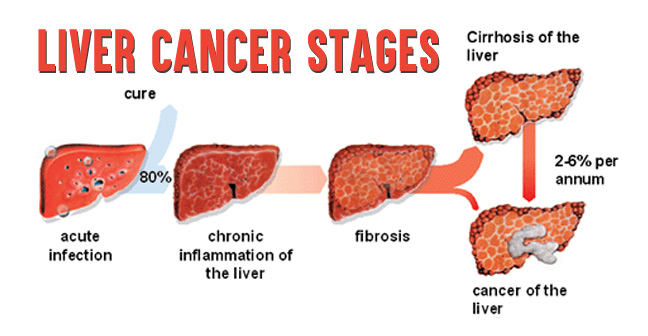 LIVER CANCER STAGES
Cirrhosis of the
liver
cure
80%
2-6% per
annum
acute
infection
chronic
inflammation of
the liver
fibrosis
cancer of the
liver